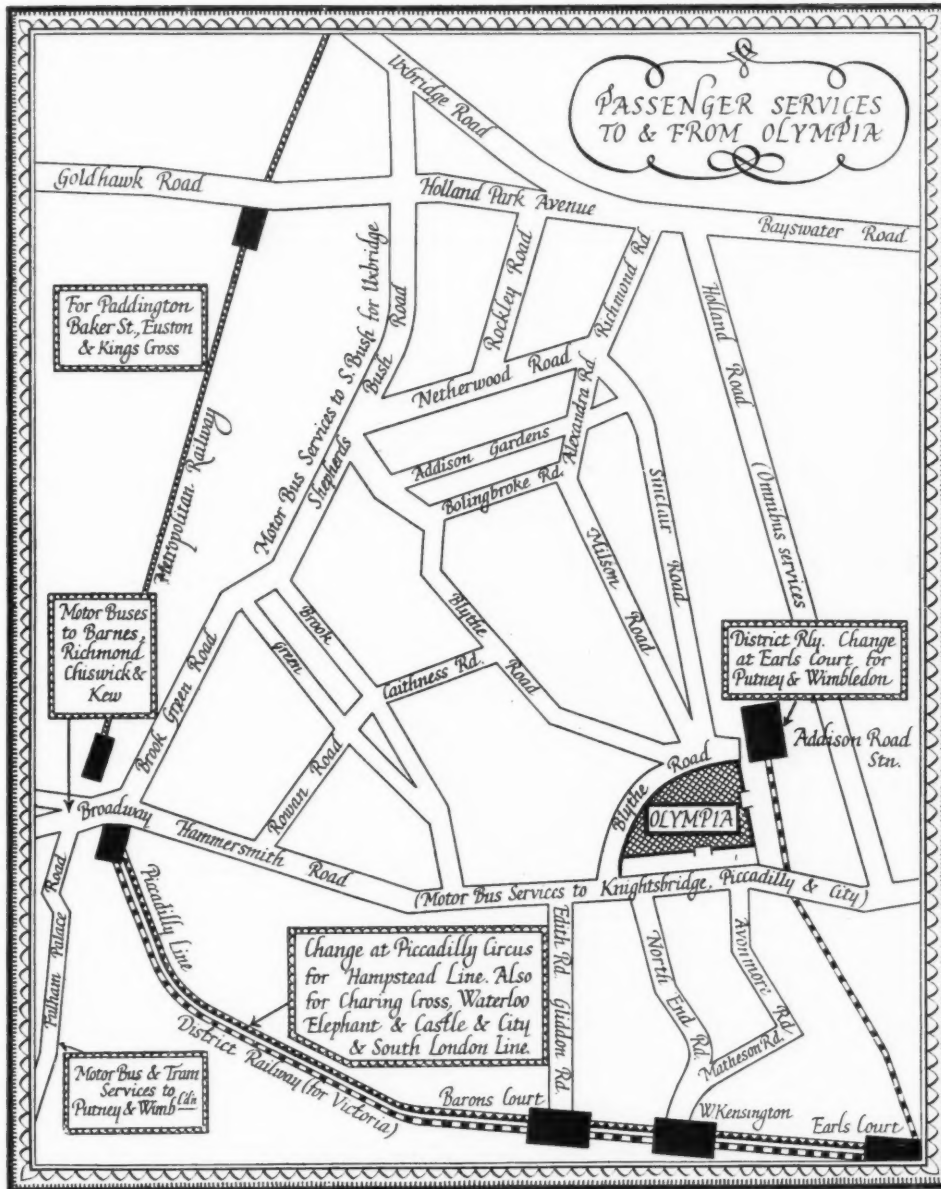 PASSENGER SERVICES
TO & FROM OLYMPIA
Uxbridge Road
Goldhawk Road
Holland Park Avenue
Bayswater Road
For Paddington
Baker St., Euston
& Kings Cross
Metropolitan Railway
Motor Bus Services to S. Bush for Uxbridge
Road
Shepherds
Bush
Rockley Road
Richmond Rd
Holland
Road
(Omnibus services
Netherwood Road
Addison Gardens
Alexandra Rd.
Bolingbroke Rd.
Sinclair
Road
Milson
Road
Motor Buses
to Barnes,
Richmond
Chiswick &
Kew
Brook Green Road
Brook
Green
Blythe
Road
Caithness Rd.
Rowan Road
District Rly. Change
at Earls Court for
Putney & Wimbledon
Addison Road
Stn.
Blythe Road
OLYMPIA
Broadway
Hammersmith
Road
(Motor Bus Services to Knightsbridge, Piccadilly & City)
Fulham Palace Road
Piccadilly Line
Change at Piccadilly Circus
for Hampstead Line. Also
for Charing Cross, Waterloo
Elephant & Castle & City
& South London Line.
Edith Rd.
Gliddon Rd.
North
End Rd.
Avonmore Rd.
Matheson Rd.
Motor Bus & Tram
Services to
Putney & Wimbld'n
District Railway (for Victoria)
Barons Court
W Kensington
Earls Court